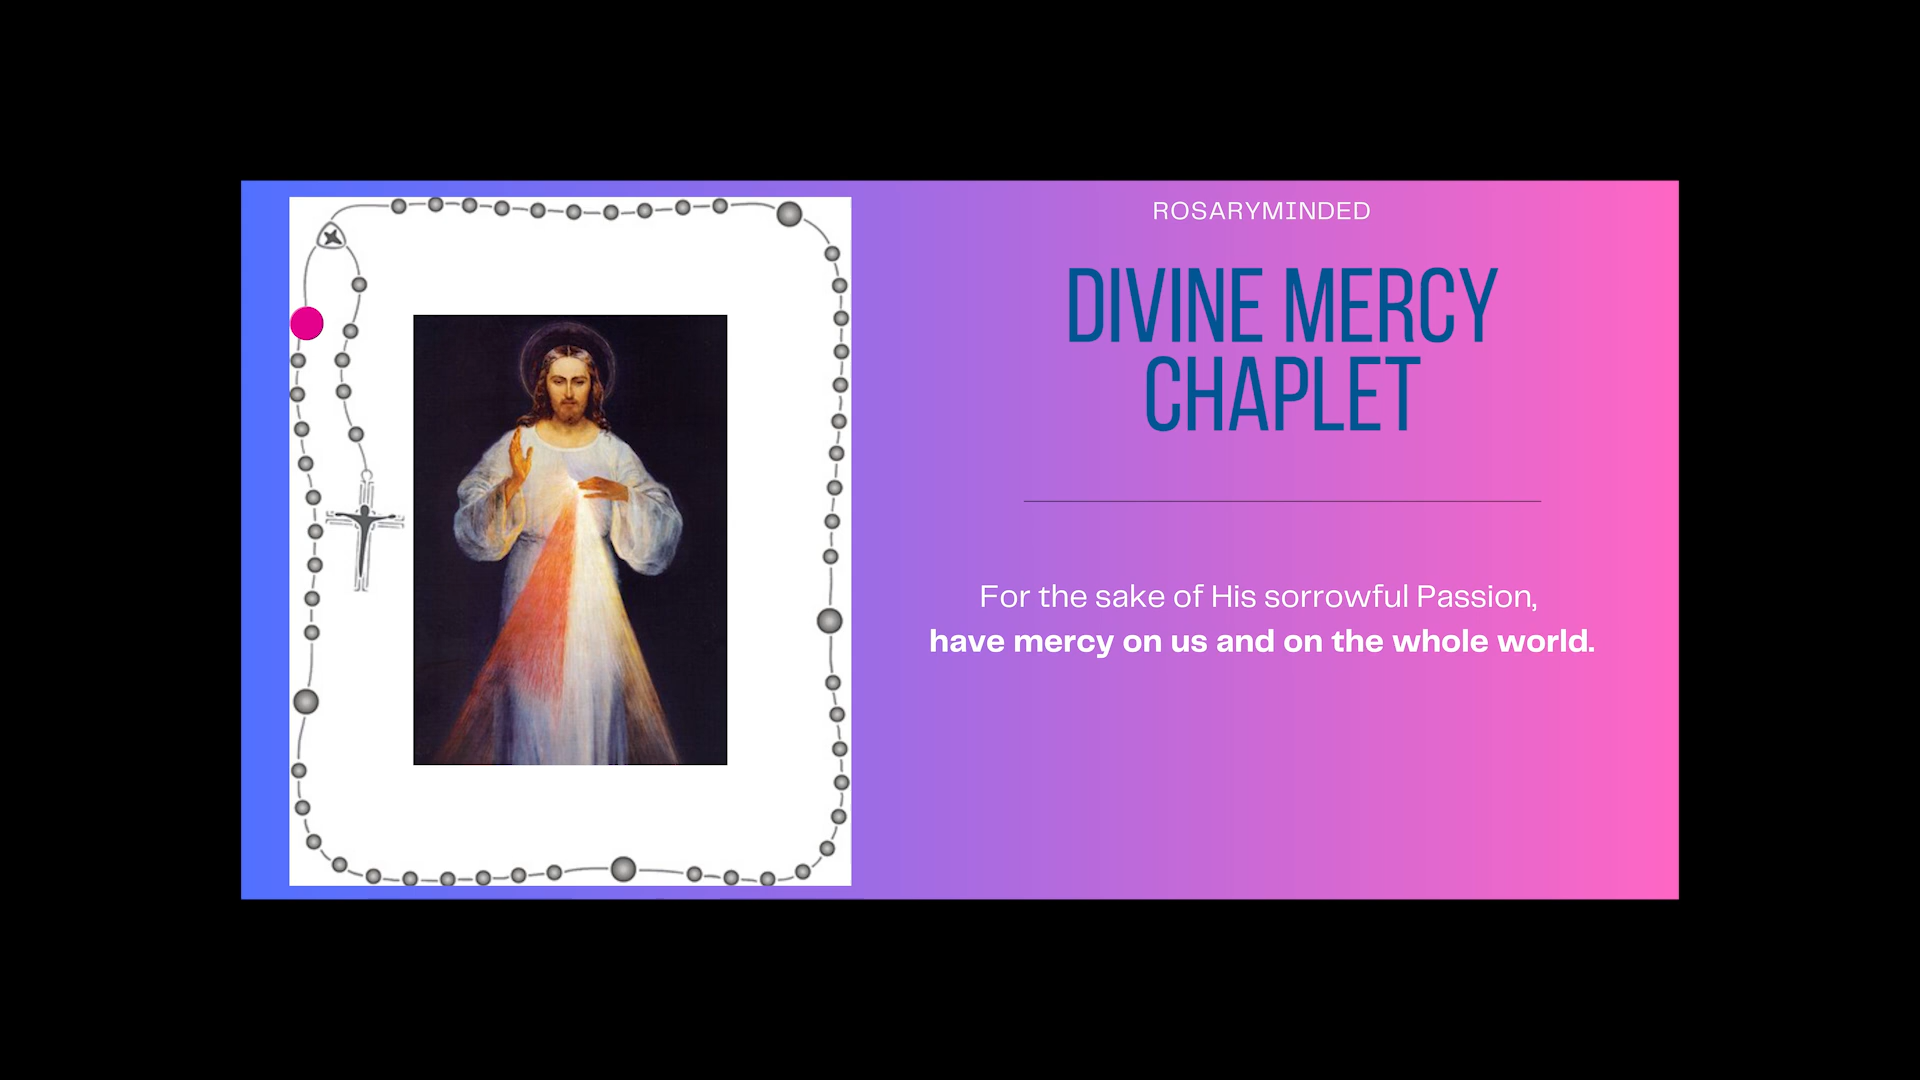 ROSARYMINDED
DIVINE MERCY
CHAPLET
For the sake of His sorrowful Passion,
have mercy on us and on the whole world.